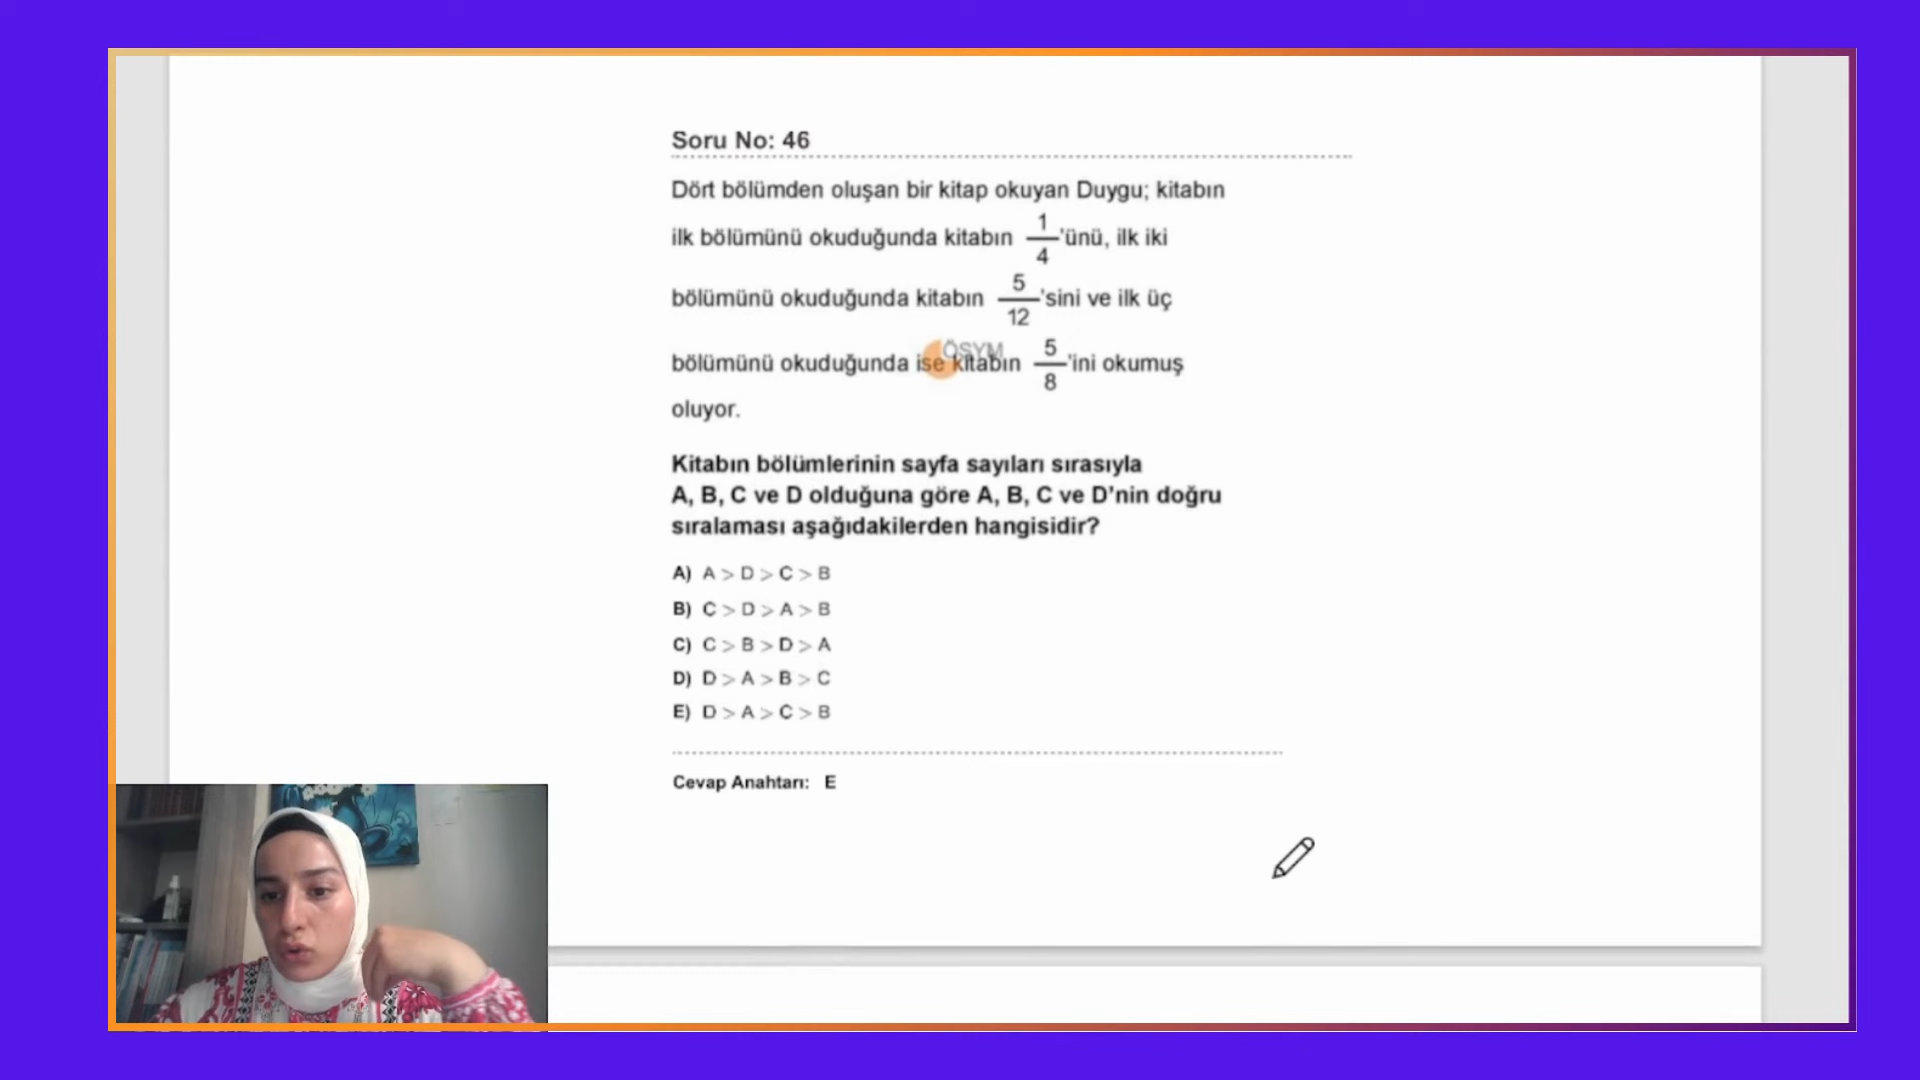 Soru No: 46
Dört bölümden oluşan bir kitap okuyan Duygu; kitabın
ilk bölümünü okuduğunda kitabın 1/4'ünü, ilk iki
bölümünü okuduğunda kitabın 5/12'sini ve ilk üç
bölümünü okuduğunda ise kitabın 5/8'ini okumuş
ÖSYM
oluyor.
Kitabın bölümlerinin sayfa sayıları sırasıyla
A, B, C ve D olduğuna göre A, B, C ve D'nin doğru
sıralaması aşağıdakilerden hangisidir?
A) A > D > C > B
B) C > D > A > B
C) C > B > D > A
D) D > A > B > C
E) D > A > C > B
Cevap Anahtarı: E